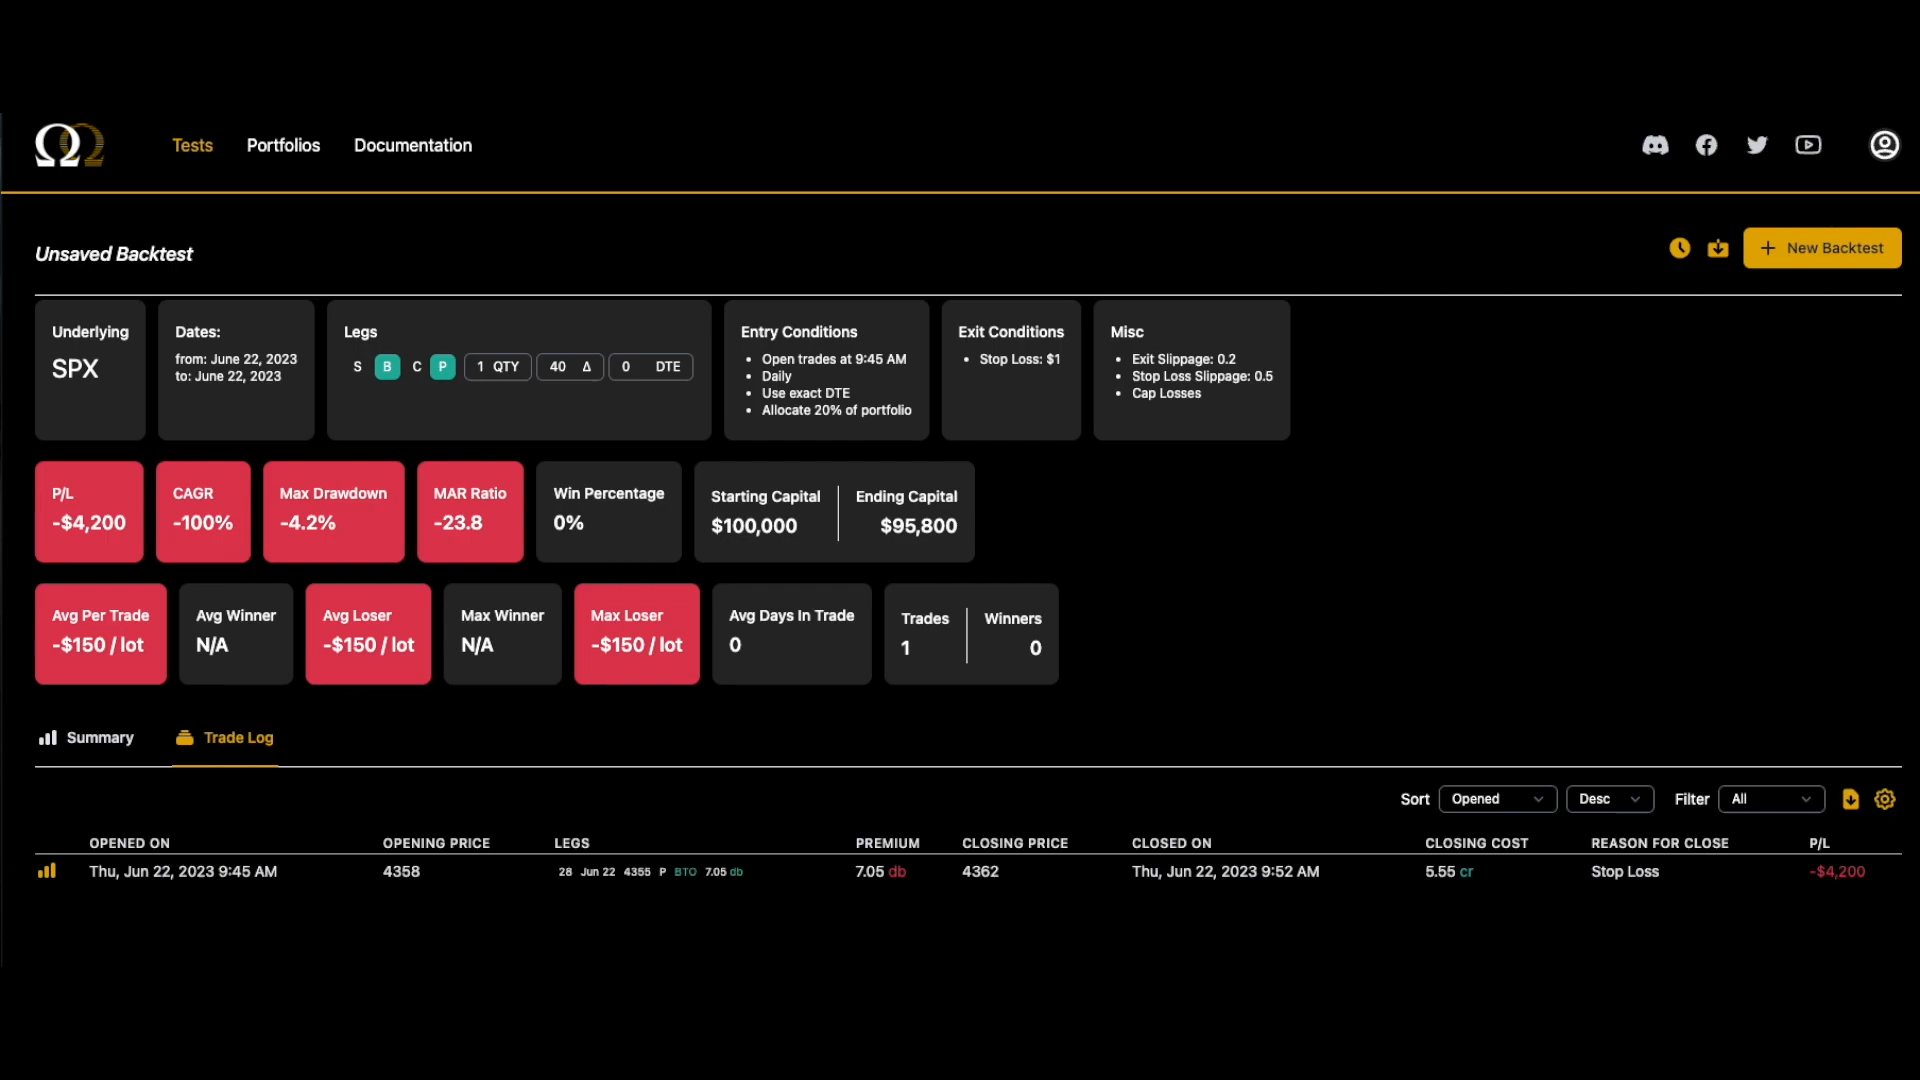 Tests Portfolios Documentation
Unsaved Backtest
New Backtest
Underlying
SPX
Dates:
from: June 22, 2023
to: June 22, 2023
Legs
S B C P 1 QTY 40 Δ 0 DTE
Entry Conditions
• Open trades at 9:45 AM
• Daily
• Use exact DTE
• Allocate 20% of portfolio
Exit Conditions
• Stop Loss: $1
Misc
• Exit Slippage: 0.2
• Stop Loss Slippage: 0.5
• Cap Losses
P/L
-$4,200
CAGR
-100%
Max Drawdown
-4.2%
MAR Ratio
-23.8
Win Percentage
0%
Starting Capital
$100,000
Ending Capital
$95,800
Avg Per Trade
-$150 / lot
Avg Winner
N/A
Avg Loser
-$150 / lot
Max Winner
N/A
Max Loser
-$150 / lot
Avg Days In Trade
0
Trades
1
Winners
0
Summary Trade Log
Sort Opened Desc Filter All
OPENED ON OPENING PRICE LEGS PREMIUM CLOSING PRICE CLOSED ON CLOSING COST REASON FOR CLOSE P/L
Thu, Jun 22, 2023 9:45 AM 4358 28 Jun 22 4355 P BTO 7.05 db 7.05 db 4362 Thu, Jun 22, 2023 9:52 AM 5.55 cr Stop Loss -$4,200